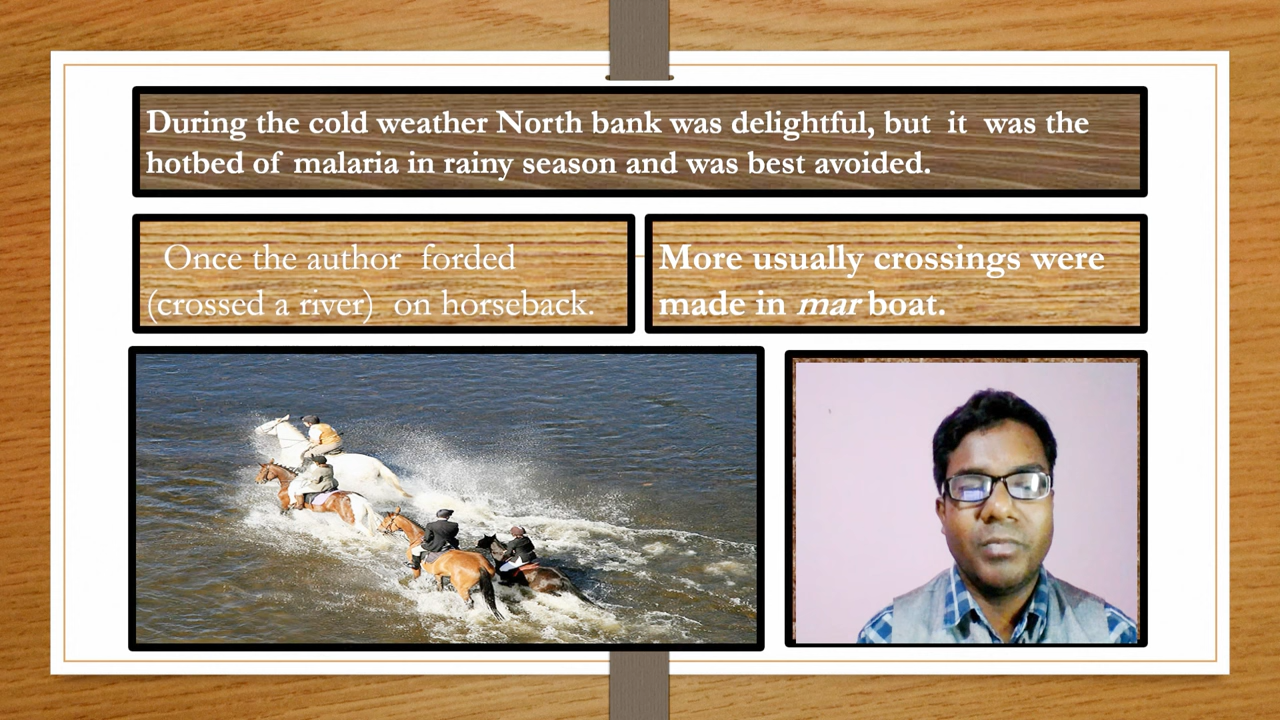 During the cold weather North bank was delightful, but it was the
hotbed of malaria in rainy season and was best avoided.
Once the author forded
(crossed a river) on horseback.
More usually crossings were
made in mar boat.